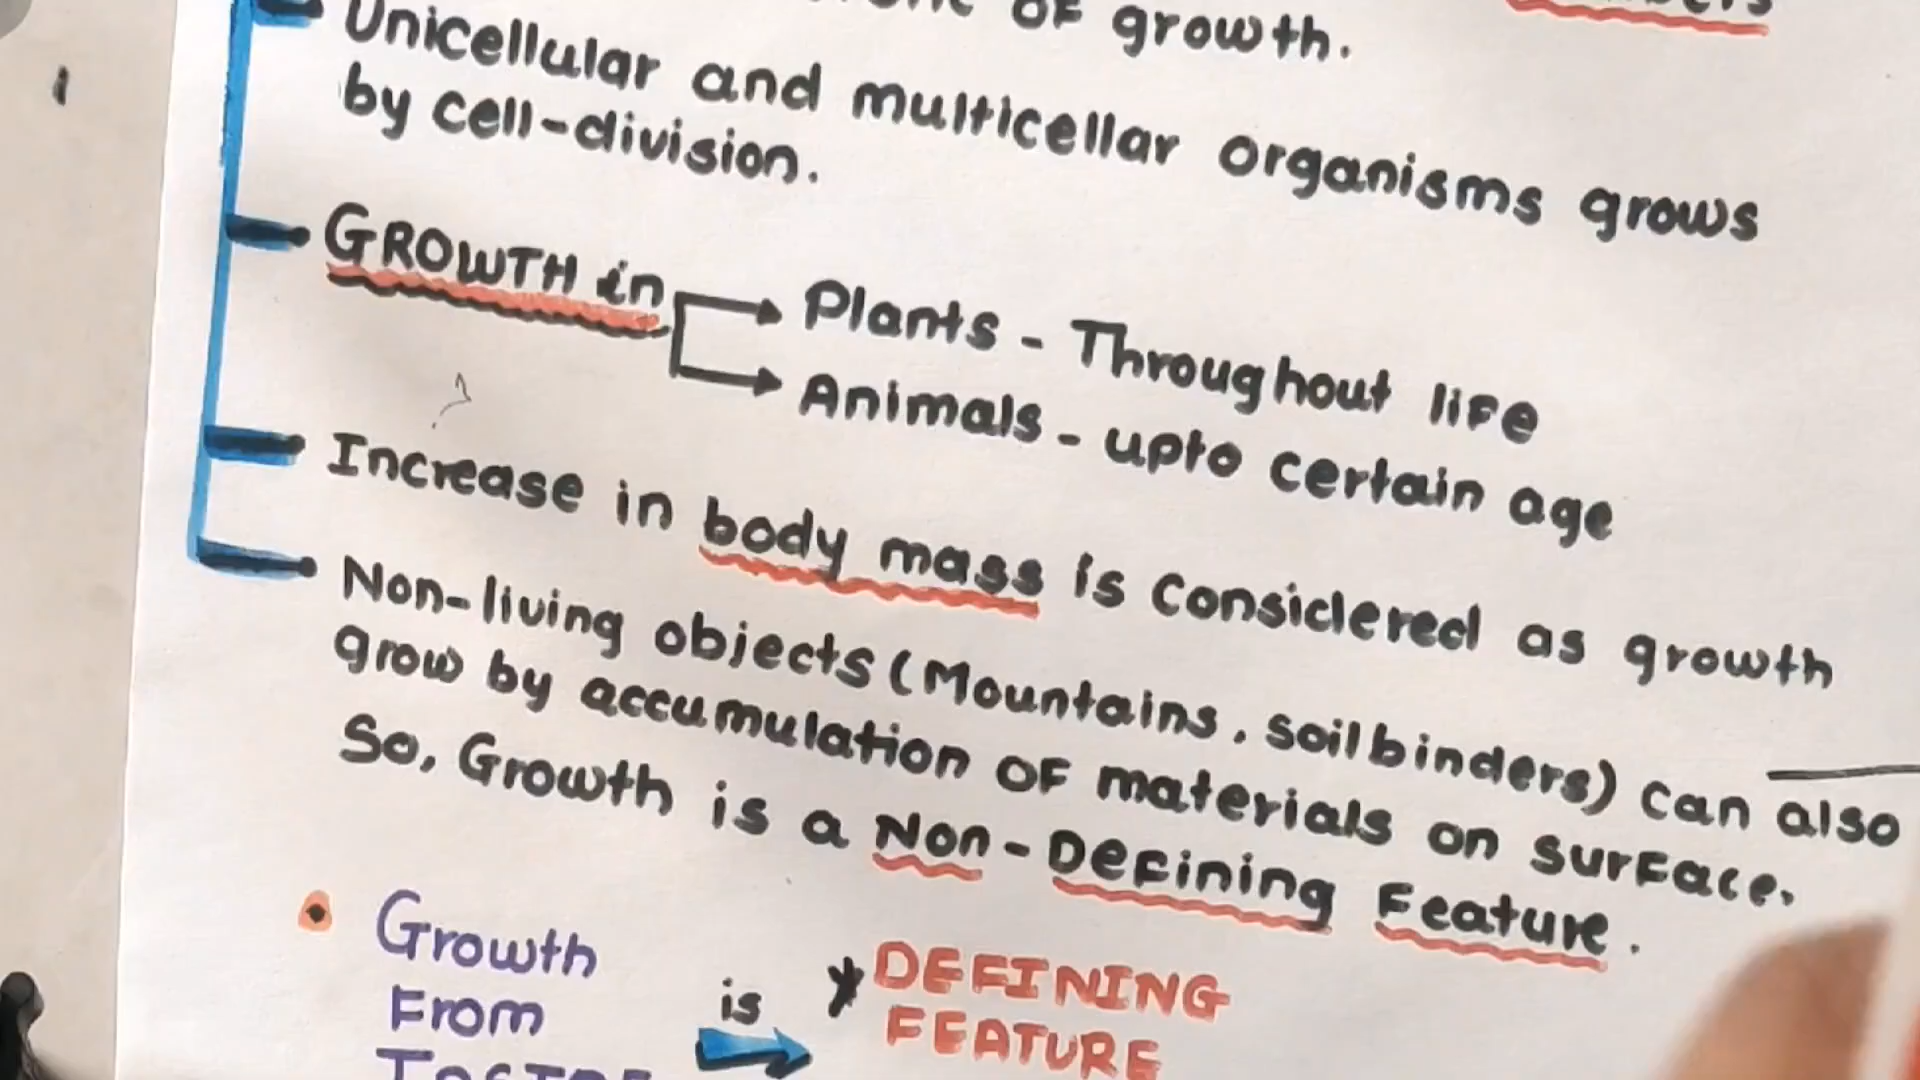 of growth.
Unicellular and multicellar organisms grows
by cell-division.
GROWTH in
Plants - Throughout life
Animals - upto certain age
Increase in body mass is considered as growth
Non-living objects (Mountains, soilbinders) can also
grow by accumulation of materials on surface.
So, Growth is a Non-Defining Feature.
Growth
From
is
* DEFINING
FEATURE